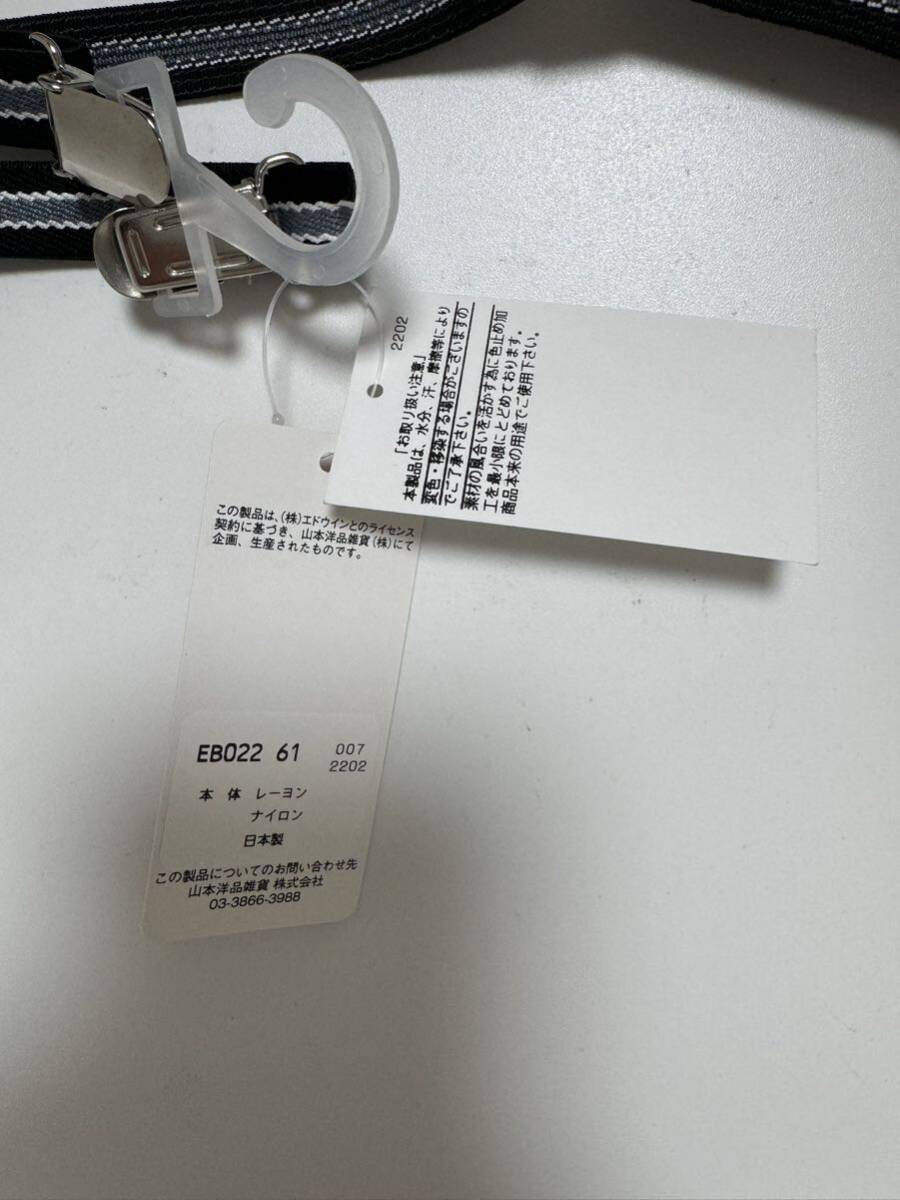 2202
「お取り扱い注意」
本製品は、水分、汗、摩擦等により
変色・移染する場合がございますの
でご了承下さい。
素材の風合いを活かす為に色止め加
工を最小限にとどめております。
商品本来の用途でご使用下さい。
この製品は、(株)エドウインとのライセンス
契約に基づき、山本洋品雑貨(株)にて
企画、生産されたものです。
EB022 61 007
2202
本 体 レーヨン
ナイロン
日本製
この製品についてのお問い合わせ先
山本洋品雑貨 株式会社
03-3866-3988